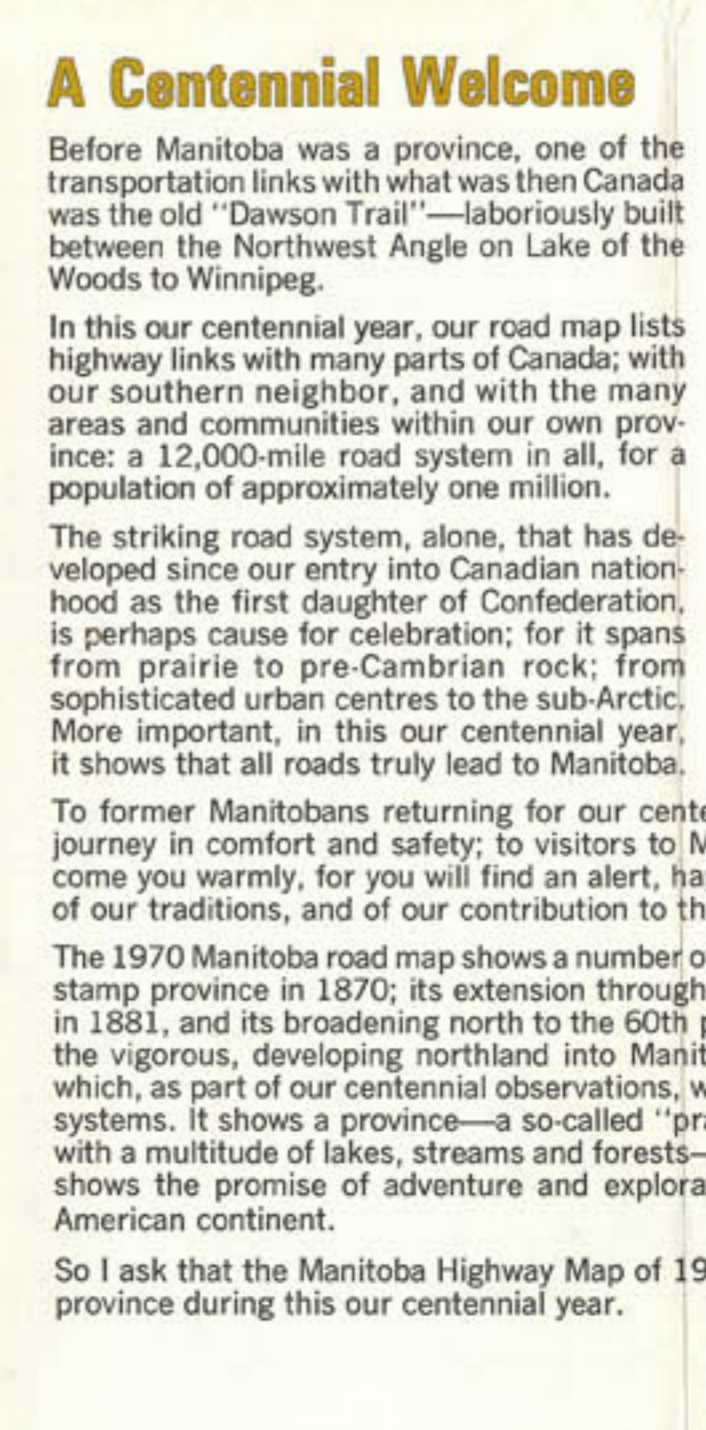 A Centennial Welcome
Before Manitoba was a province, one of the
transportation links with what was then Canada
was the old "Dawson Trail"—laboriously built
between the Northwest Angle on Lake of the
Woods to Winnipeg.
In this our centennial year, our road map lists
highway links with many parts of Canada; with
our southern neighbor, and with the many
areas and communities within our own prov-
ince: a 12,000-mile road system in all, for a
population of approximately one million.
The striking road system, alone, that has de-
veloped since our entry into Canadian nation-
hood as the first daughter of Confederation,
is perhaps cause for celebration; for it spans
from prairie to pre-Cambrian rock; from
sophisticated urban centres to the sub-Arctic.
More important, in this our centennial year,
it shows that all roads truly lead to Manitoba.
To former Manitobans returning for our cente
journey in comfort and safety; to visitors to M
come you warmly, for you will find an alert, ha
of our traditions, and of our contribution to th
The 1970 Manitoba road map shows a number o
stamp province in 1870; its extension through
in 1881, and its broadening north to the 60th p
the vigorous, developing northland into Manit
which, as part of our centennial observations, w
systems. It shows a province—a so-called "pra
with a multitude of lakes, streams and forests—
shows the promise of adventure and explora
American continent.
So I ask that the Manitoba Highway Map of 19
province during this our centennial year.